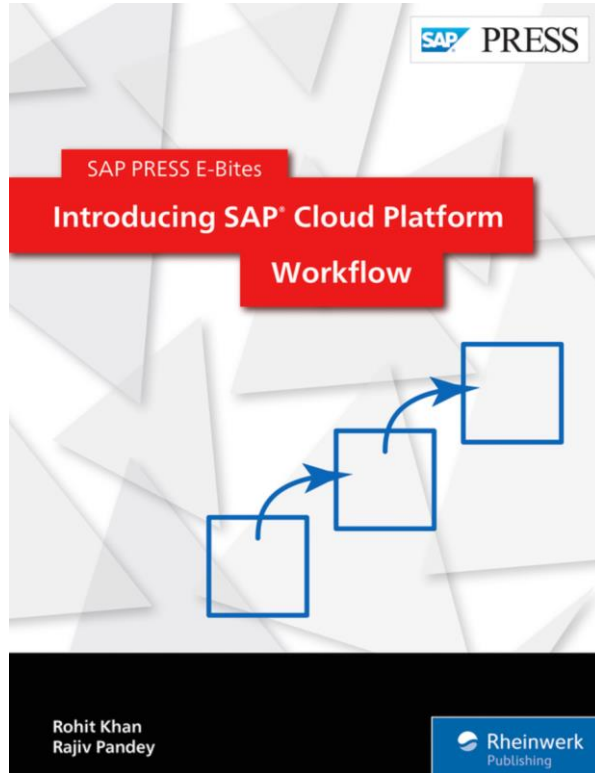 SAP PRESS
SAP PRESS E-Bites
Introducing SAP® Cloud Platform
Workflow
Rohit Khan
Rajiv Pandey
Rheinwerk
Publishing